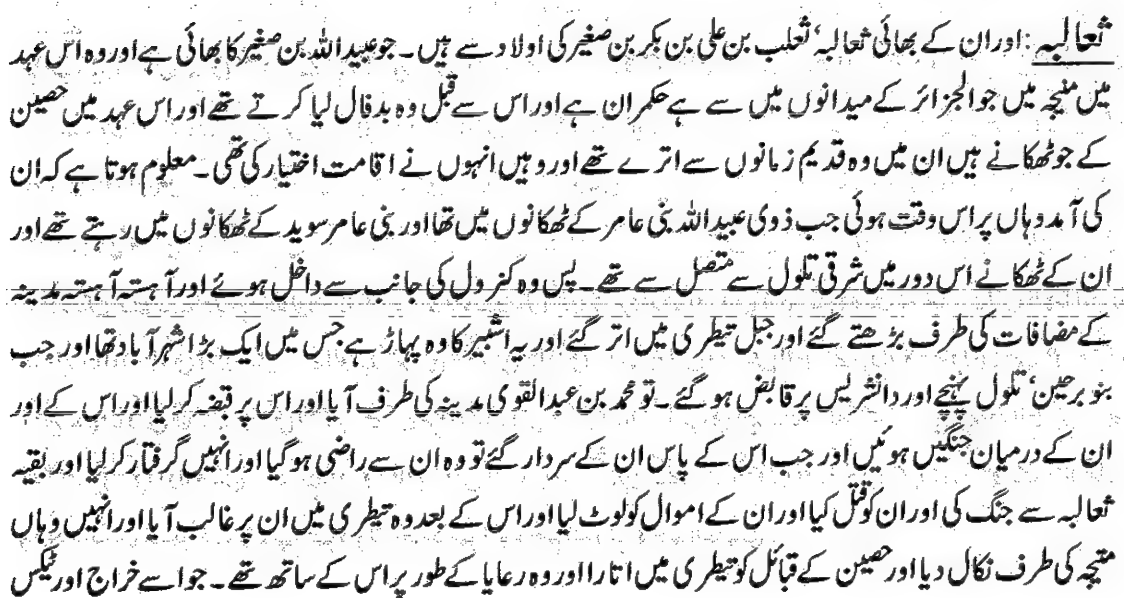 ثعالبہ: اوران کے بھائی ثعالبہ‘ ثعلب بن علی بن بکر بن صغیر کی اولاد سے ہیں۔ جو عبید اللہ بن صغیر کا بھائی ہے اور وہ اس عہد
میں منیجہ میں جو الجزائر کے میدانوں میں سے ہے حکمران ہے اور اس سے قبل وہ بدفال لیا کرتے تھے اور اس عہد میں حصین
کے جو ٹھکانے ہیں ان میں وہ قدیم زمانوں سے اترے تھے اور وہیں انہوں نے اقامت اختیار کی تھی۔ معلوم ہوتا ہے کہ ان
کی آمد وہاں پر اس وقت ہوئی جب ذوی عبید اللہ بنی عامر کے ٹھکانوں میں تھا اور بنی عامر سوید کے ٹھکانوں میں رہتے تھے اور
ان کے ٹھکانے اس دور میں شرقی تلول سے متصل سے تھے۔ پس وہ کنرول کی جانب سے داخل ہوئے اور آہستہ آہستہ مدینہ
کے مضافات کی طرف بڑھتے گئے اور جبل تیطری میں اتر گئے اور یہ اشبیر کا وہ پہاڑ ہے جس میں ایک بڑا شہر آباد تھا اور جب
بنو برحین‘ تلول پہنچے اور دانشریس پر قابض ہو گئے۔ تو محمد بن عبدالقوی مدینہ کی طرف آیا اور اس پر قبضہ کر لیا اور اس کے اور
ان کے درمیان جنگیں ہوئیں اور جب اس کے پاس ان کے سردار گئے تو وہ ان سے راضی ہو گیا اور انہیں گرفتار کر لیا اور بقیہ
ثعالبہ سے جنگ کی اور ان کو قتل کیا اور ان کے اموال کو لوٹ لیا اور اس کے بعد وہ تیطری میں ان پر غالب آیا اور انہیں وہاں
متیجہ کی طرف نکال دیا اور حصین کے قبائل کو تیطری میں اتارا اور وہ رعایا کے طور پر اس کے ساتھ تھے۔ جو اسے خراج اور ٹیکس